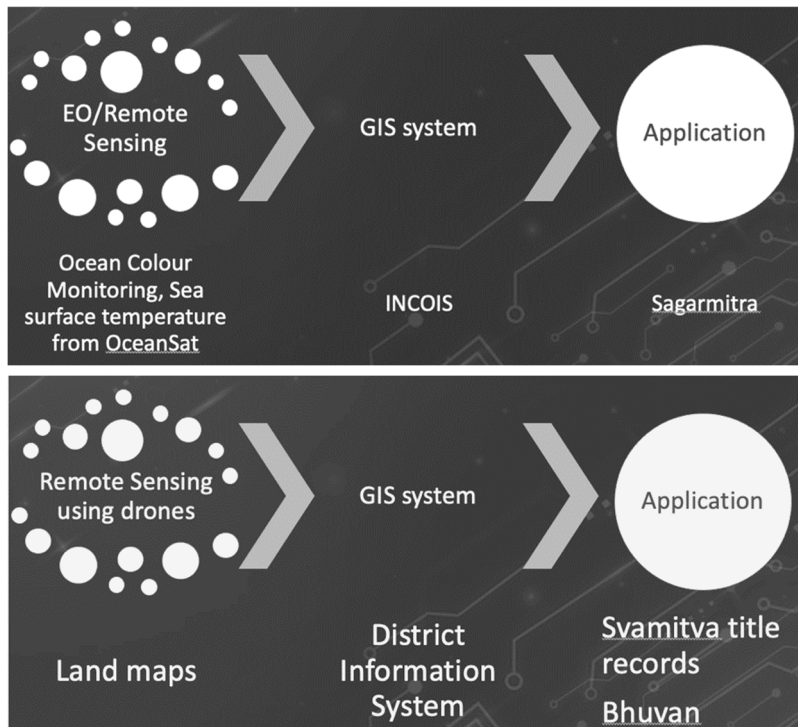 EO/Remote
Sensing
GIS system
Application
Ocean Colour
Monitoring, Sea
surface temperature
from OceanSat
INCOIS
Sagarmitra
Remote Sensing
using drones
GIS system
Application
Land maps
District
Information
System
Svamitva title
records
Bhuvan